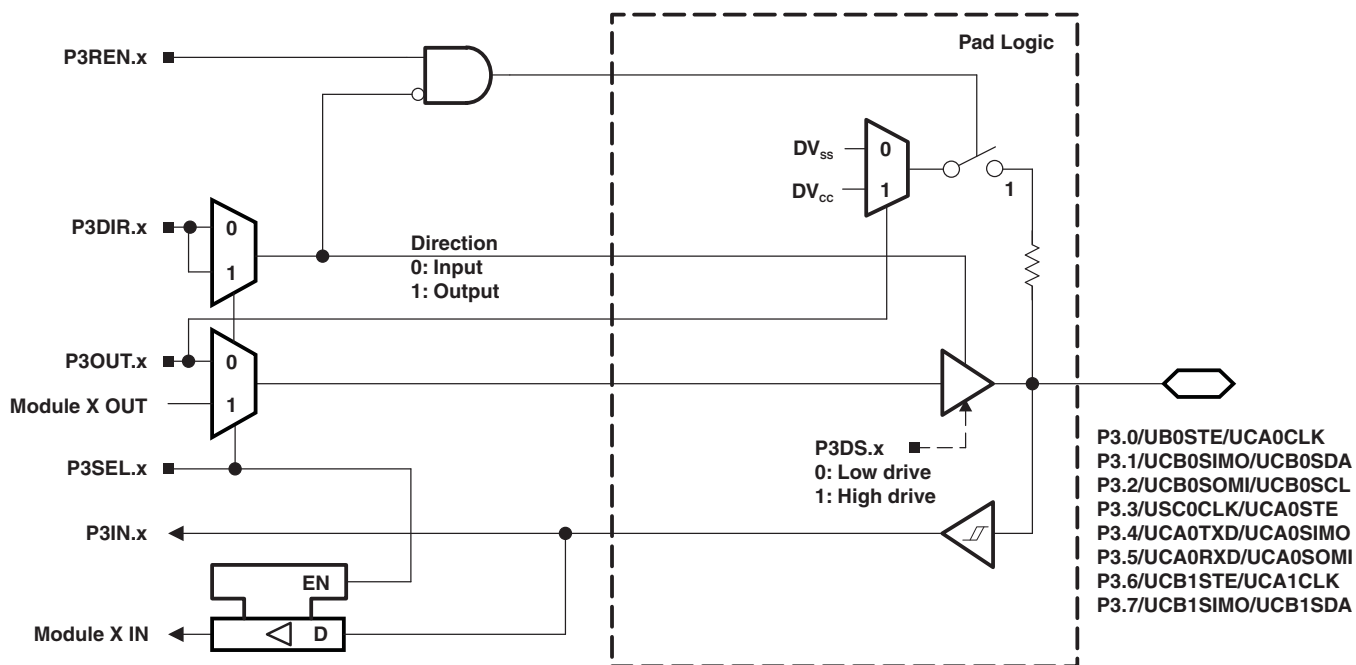 Pad Logic
P3REN.x
DVss
0
DVcc
1
1
P3DIR.x
0
1
Direction
0: Input
1: Output
P3OUT.x
0
Module X OUT
1
P3DS.x
0: Low drive
1: High drive
P3SEL.x
P3IN.x
EN
D
Module X IN
P3.0/UB0STE/UCA0CLK
P3.1/UCB0SIMO/UCB0SDA
P3.2/UCB0SOMI/UCB0SCL
P3.3/USC0CLK/UCA0STE
P3.4/UCA0TXD/UCA0SIMO
P3.5/UCA0RXD/UCA0SOMI
P3.6/UCB1STE/UCA1CLK
P3.7/UCB1SIMO/UCB1SDA